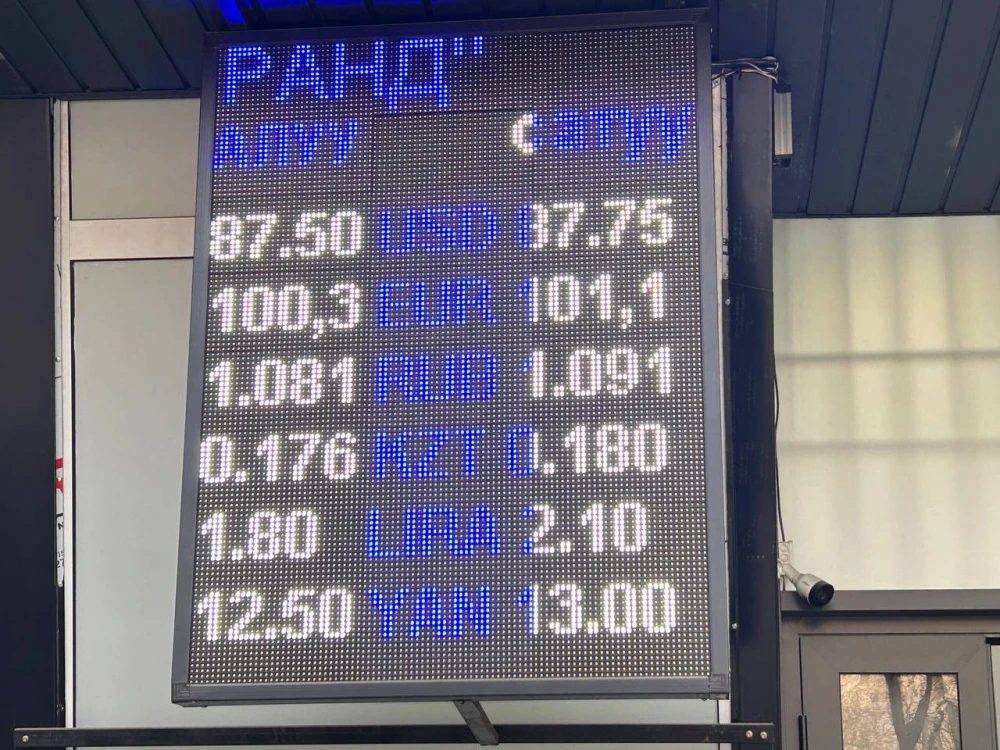 РАНД"
АЛУУ сатуу
87.50 USD 87.75
100,3 EUR 101,1
1.081 RUB 1.091
0.176 KZT 0.180
1.80 LIRA 2.10
12.50 YAN 13.00